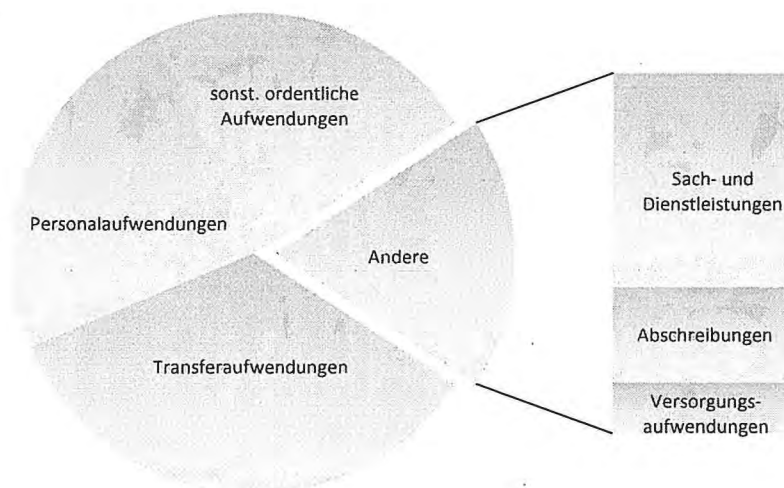 sonst. ordentliche
Aufwendungen
Personalaufwendungen
Andere
Transferaufwendungen
Sach- und
Dienstleistungen
Abschreibungen
Versorgungs-
aufwendungen